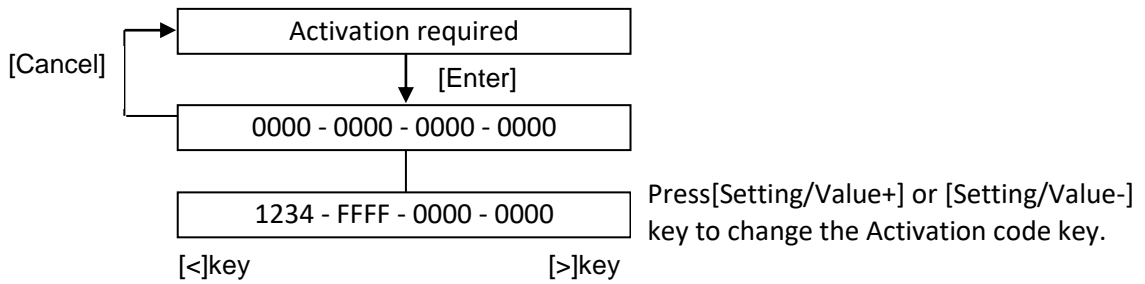 Activation required
[Cancel]
[Enter]
0000 - 0000 - 0000 - 0000
1234 - FFFF - 0000 - 0000
Press[Setting/Value+] or [Setting/Value-]
key to change the Activation code key.
[<]key
[>]key